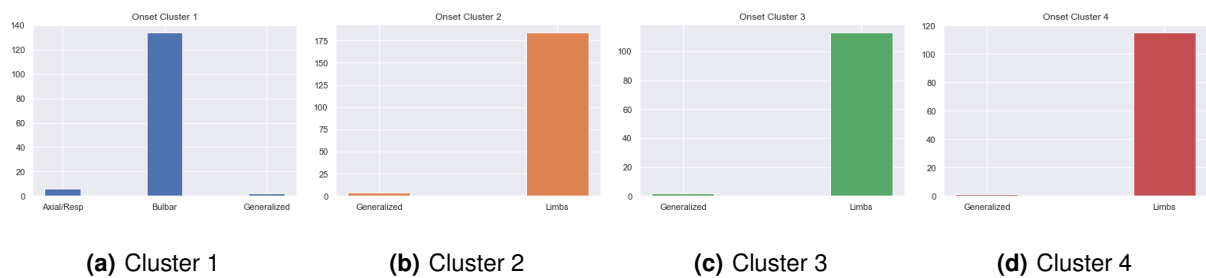 Onset Cluster 1
140
120
100
80
60
40
20
0
Axial/Resp Bulbar Generalized
(a) Cluster 1
Onset Cluster 2
175
150
125
100
75
50
25
0
Generalized Limbs
(b) Cluster 2
Onset Cluster 3
100
80
60
40
20
0
Generalized Limbs
(c) Cluster 3
Onset Cluster 4
120
100
80
60
40
20
0
Generalized Limbs
(d) Cluster 4